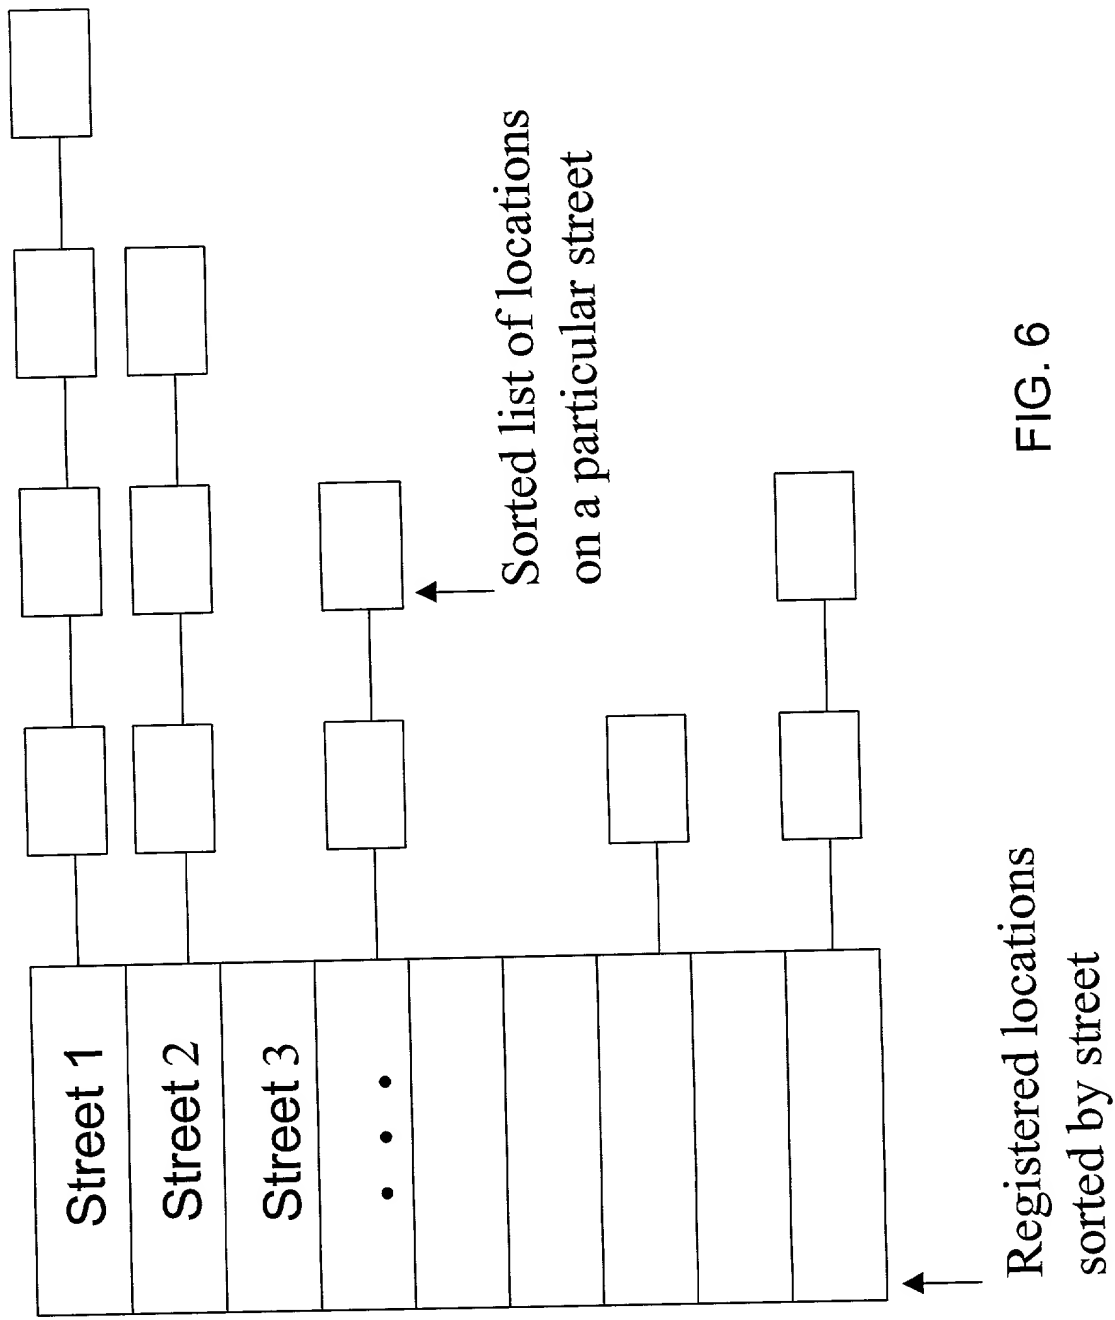 Street 1
Street 2
Street 3
• • •
Sorted list of locations
on a particular street
Registered locations
sorted by street
FIG. 6